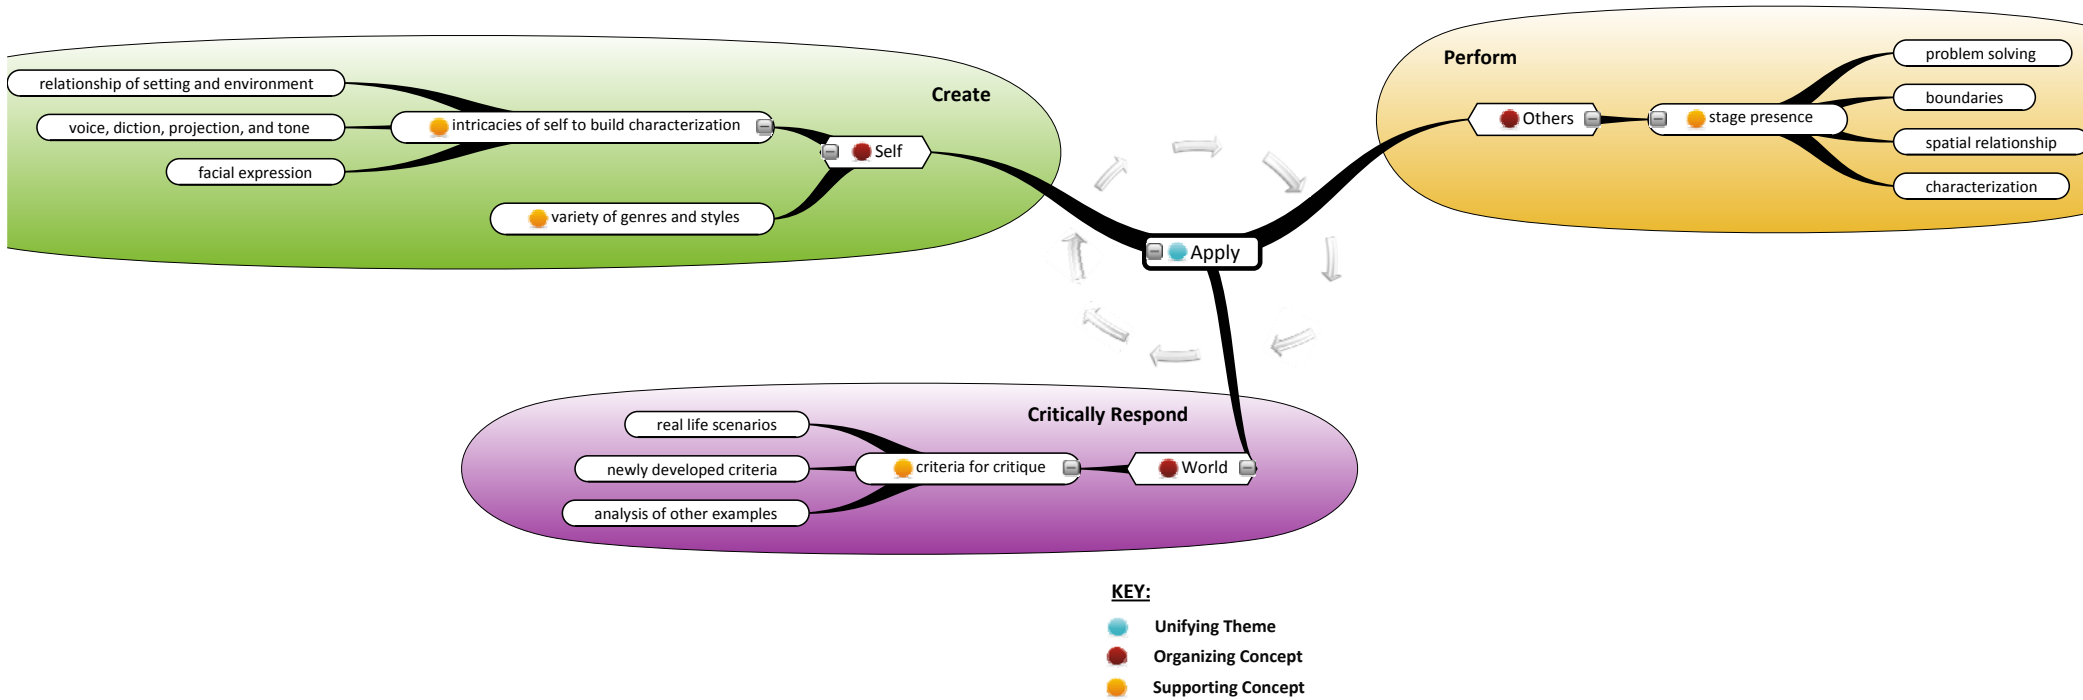 Create
relationship of setting and environment
voice, diction, projection, and tone
facial expression
intricacies of self to build characterization
variety of genres and styles
Self
Apply
Perform
Others
stage presence
problem solving
boundaries
spatial relationship
characterization
Critically Respond
real life scenarios
newly developed criteria
analysis of other examples
criteria for critique
World
KEY:
Unifying Theme
Organizing Concept
Supporting Concept